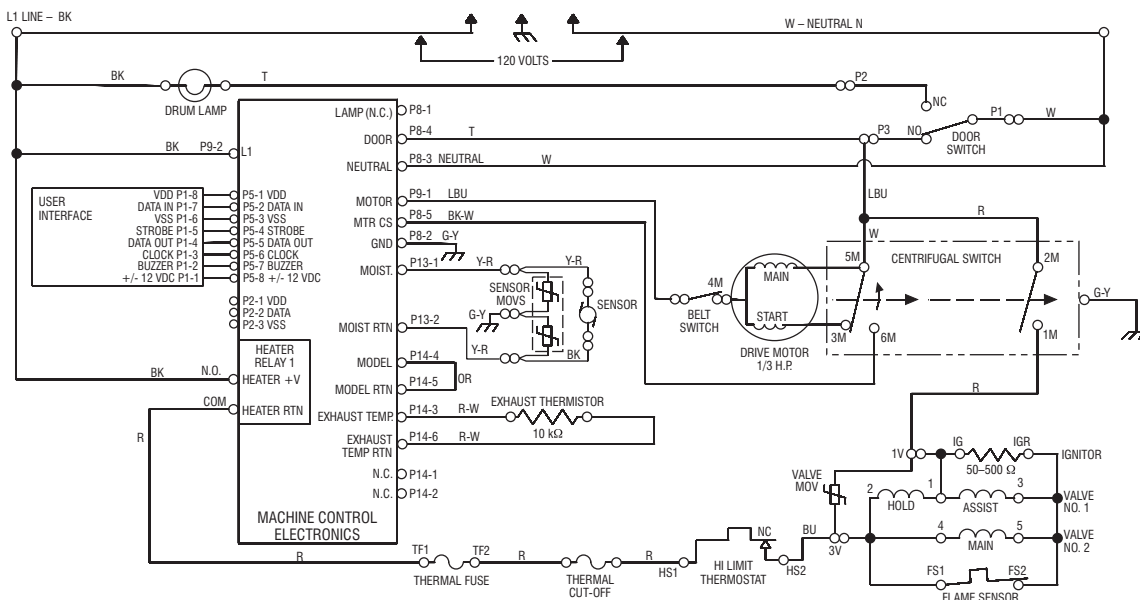 L1 LINE – BK
W – NEUTRAL N
120 VOLTS
BK
T
P2
DRUM LAMP
NC
P1
W
LAMP (N.C.) P8-1
DOOR P8-4 T P3 NO
DOOR SWITCH
BK P9-2 L1
NEUTRAL P8-3 NEUTRAL W
USER INTERFACE
VDD P1-8 P5-1 VDD
DATA IN P1-7 P5-2 DATA IN
VSS P1-6 P5-3 VSS
STROBE P1-5 P5-4 STROBE
DATA OUT P1-4 P5-5 DATA OUT
CLOCK P1-3 P5-6 CLOCK
BUZZER P1-2 P5-7 BUZZER
+/- 12 VDC P1-1 P5-8 +/- 12 VDC
P2-1 VDD
P2-2 DATA
P2-3 VSS
MOTOR P9-1 LBU
MTR CS P8-5 BK-W
GND P8-2 G-Y
MOIST. P13-1 Y-R Y-R
SENSOR MOVS
SENSOR
G-Y
MOIST RTN P13-2
Y-R BK
LBU
R
W
5M
CENTRIFUGAL SWITCH
2M
MAIN
4M
BELT SWITCH
START
3M
6M
1M
G-Y
DRIVE MOTOR
1/3 H.P.
HEATER RELAY 1
BK N.O. HEATER +V
COM HEATER RTN
R
MODEL P14-4
OR
MODEL RTN P14-5
EXHAUST TEMP. P14-3 R-W EXHAUST THERMISTOR
10 kΩ
EXHAUST TEMP RTN P14-6 R-W
N.C. P14-1
N.C. P14-2
MACHINE CONTROL ELECTRONICS
R
1V
IG IGR
IGNITOR
50–500 Ω
VALVE MOV
2 1 3
HOLD ASSIST
VALVE NO. 1
4 5
MAIN
VALVE NO. 2
FS1 FS2
FLAME SENSOR
BU
3V
R
TF1 TF2
THERMAL FUSE
R
THERMAL CUT-OFF
R
HS1
NC
HS2
HI LIMIT THERMOSTAT